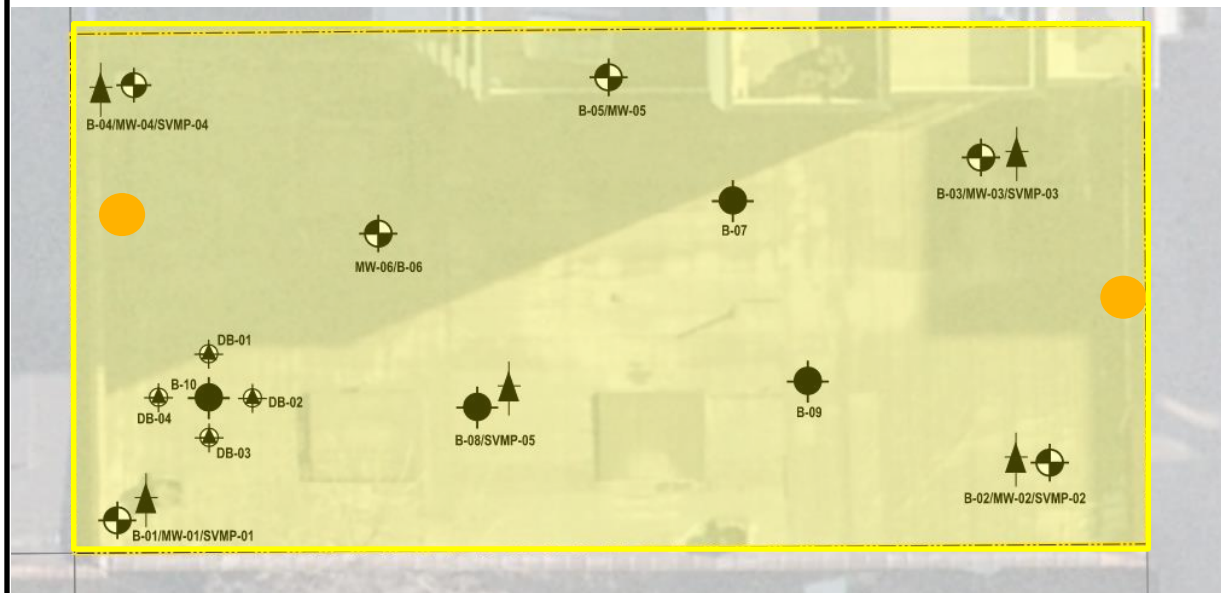 B-04/MW-04/SVMP-04
B-05/MW-05
B-03/MW-03/SVMP-03
B-07
MW-06/B-06
DB-01
B-10
DB-02
DB-04
DB-03
B-08/SVMP-05
B-09
B-02/MW-02/SVMP-02
B-01/MW-01/SVMP-01